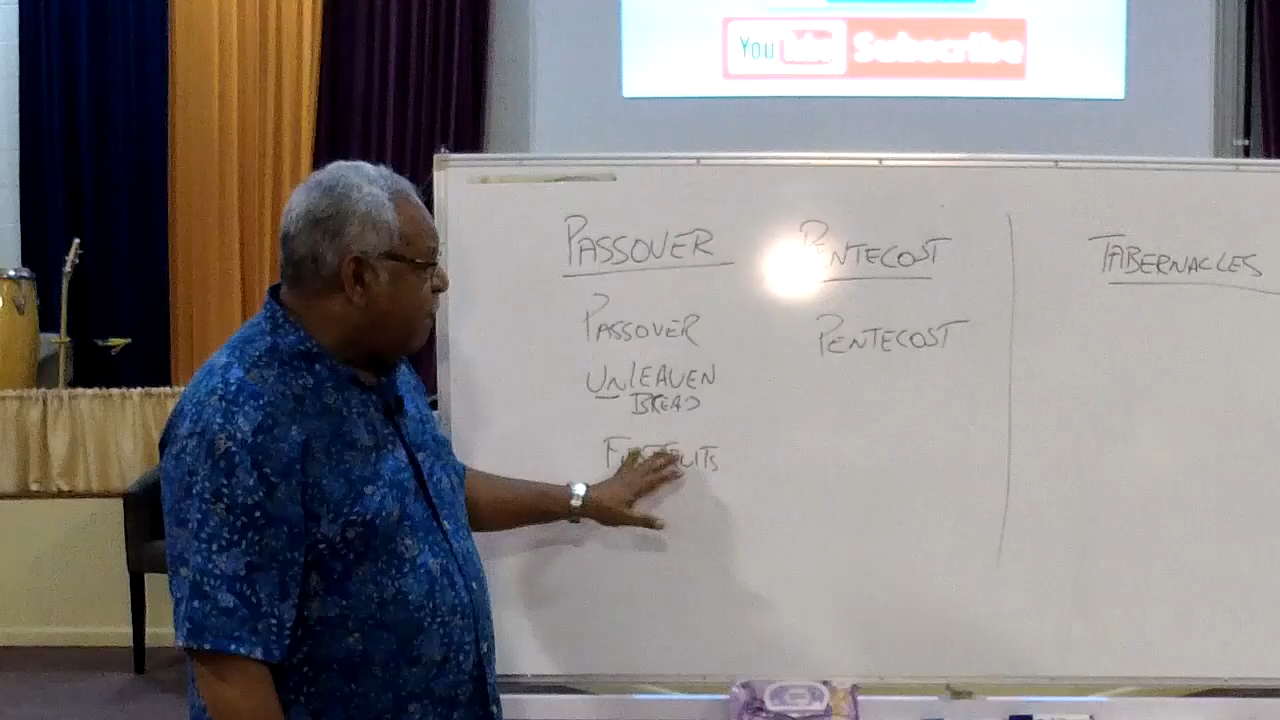 YouTube Subscribe
PASSOVER
PENTECOST
TABERNACLES
PASSOVER
PENTECOST
UNLEAVEN
BREAD